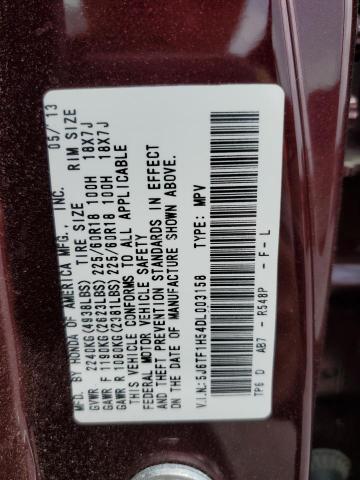 MFD. BY HONDA OF AMERICA MFG., INC. 05/13
TIRE SIZE RIM SIZE
GVWR 2240KG(4938LBS)
GAWR F 1190KG(2623LBS) 225/60R18 100H 18X7J
GAWR R 1080KG(2381LBS) 225/60R18 100H 18X7J
THIS VEHICLE CONFORMS TO ALL APPLICABLE
FEDERAL MOTOR VEHICLE SAFETY
AND THEFT PREVENTION STANDARDS IN EFFECT
ON THE DATE OF MANUFACTURE SHOWN ABOVE.
V.I.N.: 5J6TF1H54DL003158 TYPE: MPV
TP6 D AB7 - R548P - F - L